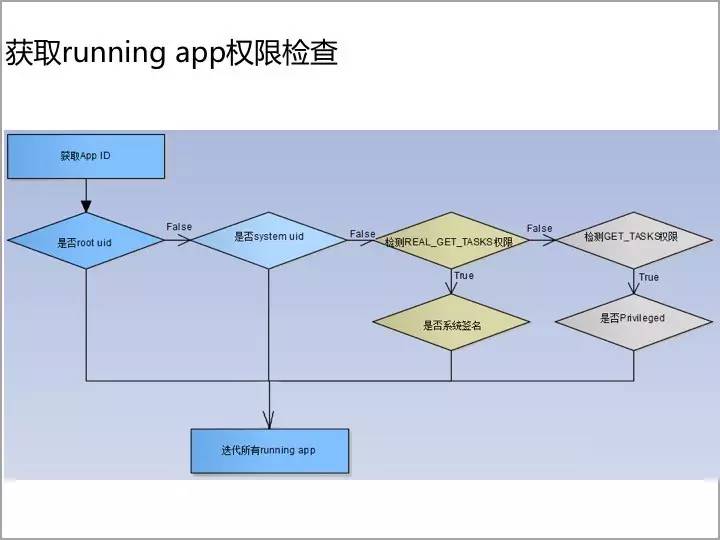 获取running app权限检查
获取App ID
是否root uid
False
是否system uid
False
检测REAL_GET_TASKS权限
False
检测GET_TASKS权限
True
True
是否系统签名
是否Privileged
迭代所有running app